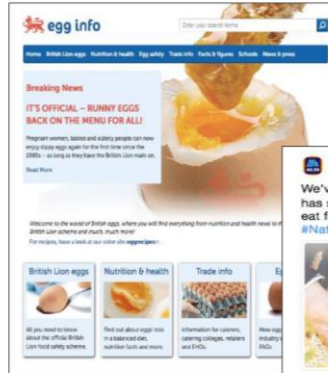 egg info
Enter your search terms
Home British Lion eggs Nutrition & health Egg safety Trade info Facts & figures Schools News & press
Breaking News
IT'S OFFICIAL – RUNNY EGGS
BACK ON THE MENU FOR ALL!
Pregnant women, babies and elderly people can now
enjoy dippy eggs again for the first time since the
1980s – as long as they have the British Lion mark on.
Read More
Welcome to the world of British eggs, where you will find everything from nutrition and health news to the
British Lion scheme and much, much more!
For recipes, have a look at our sister site eggrecipes
British Lion eggs
Nutrition & health
Trade info
All you need to know
about the official British
Lion food safety scheme.
Find out about eggs' role
in a balanced diet,
nutrition facts and more.
Information for caterers,
catering colleges, retailers
and EHOs.
FAQs.
ALDI
We'v
has s
eat f
#Nat